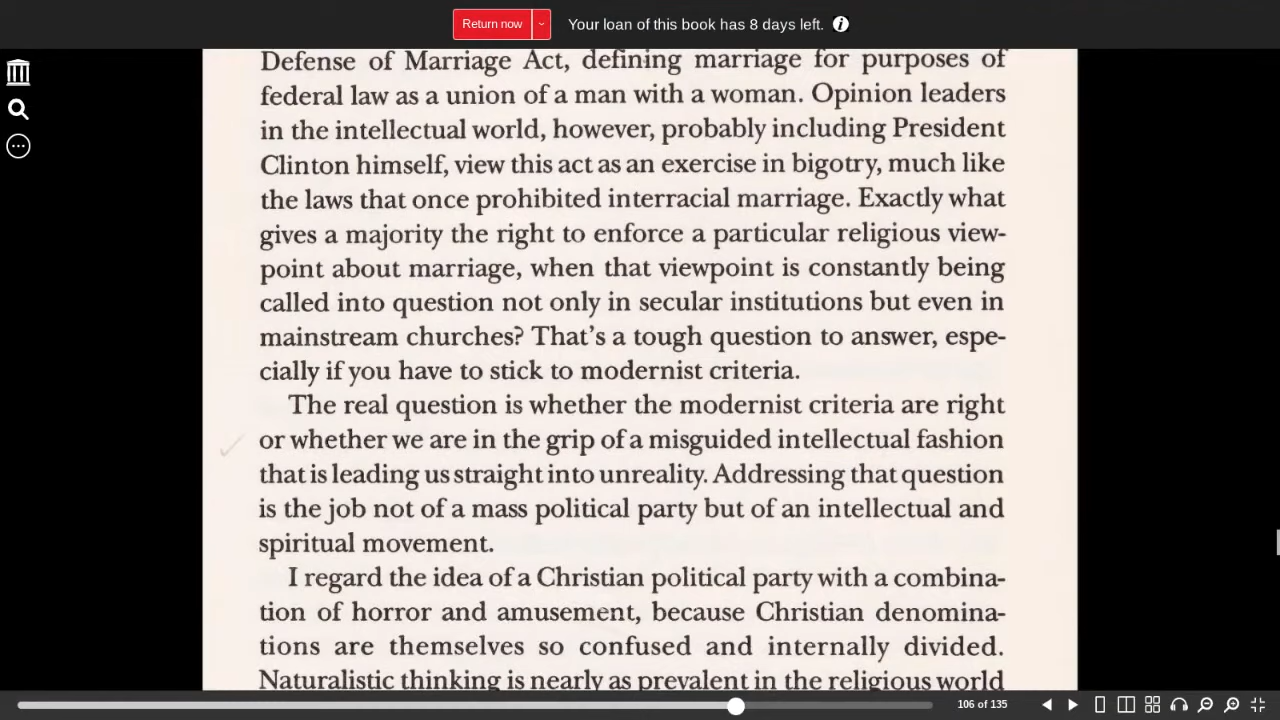 Return now
Your loan of this book has 8 days left.
Defense of Marriage Act, defining marriage for purposes of
federal law as a union of a man with a woman. Opinion leaders
in the intellectual world, however, probably including President
Clinton himself, view this act as an exercise in bigotry, much like
the laws that once prohibited interracial marriage. Exactly what
gives a majority the right to enforce a particular religious view-
point about marriage, when that viewpoint is constantly being
called into question not only in secular institutions but even in
mainstream churches? That's a tough question to answer, espe-
cially if you have to stick to modernist criteria.
The real question is whether the modernist criteria are right
or whether we are in the grip of a misguided intellectual fashion
that is leading us straight into unreality. Addressing that question
is the job not of a mass political party but of an intellectual and
spiritual movement.
I regard the idea of a Christian political party with a combina-
tion of horror and amusement, because Christian denomina-
tions are themselves so confused and internally divided.
Naturalistic thinking is nearly as prevalent in the religious world
106 of 135